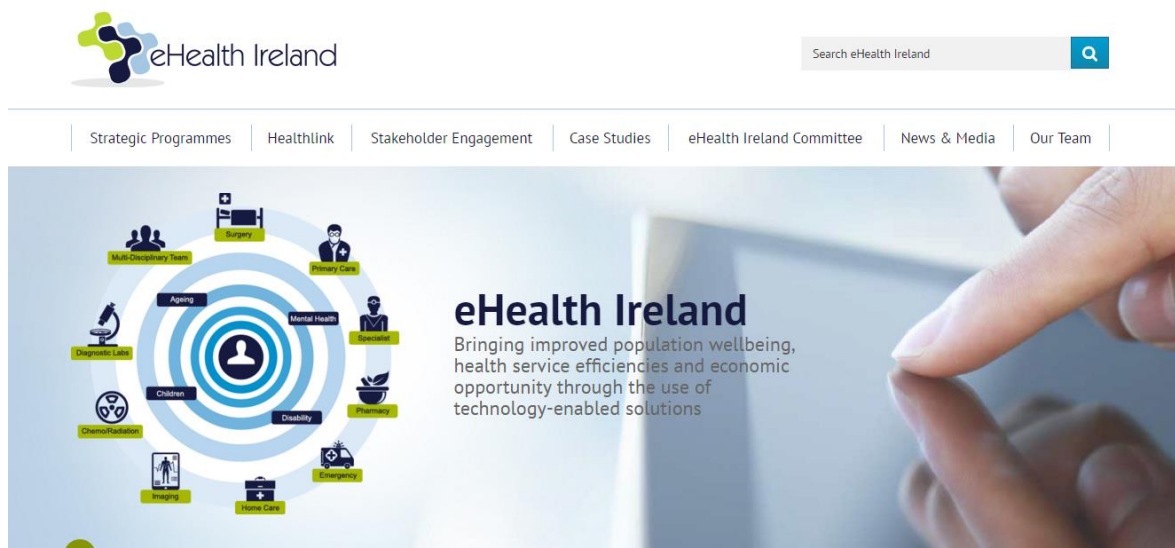 eHealth Ireland
Search eHealth Ireland
Strategic Programmes
Healthlink
Stakeholder Engagement
Case Studies
eHealth Ireland Committee
News & Media
Our Team
Surgery
Multi-Disciplinary Team
Primary Care
Ageing
Mental Health
Diagnostic Labs
Specialist
Children
Disability
Pharmacy
Chemo/Radiation
Emergency
Imaging
Home Care
eHealth Ireland
Bringing improved population wellbeing,
health service efficiencies and economic
opportunity through the use of
technology-enabled solutions